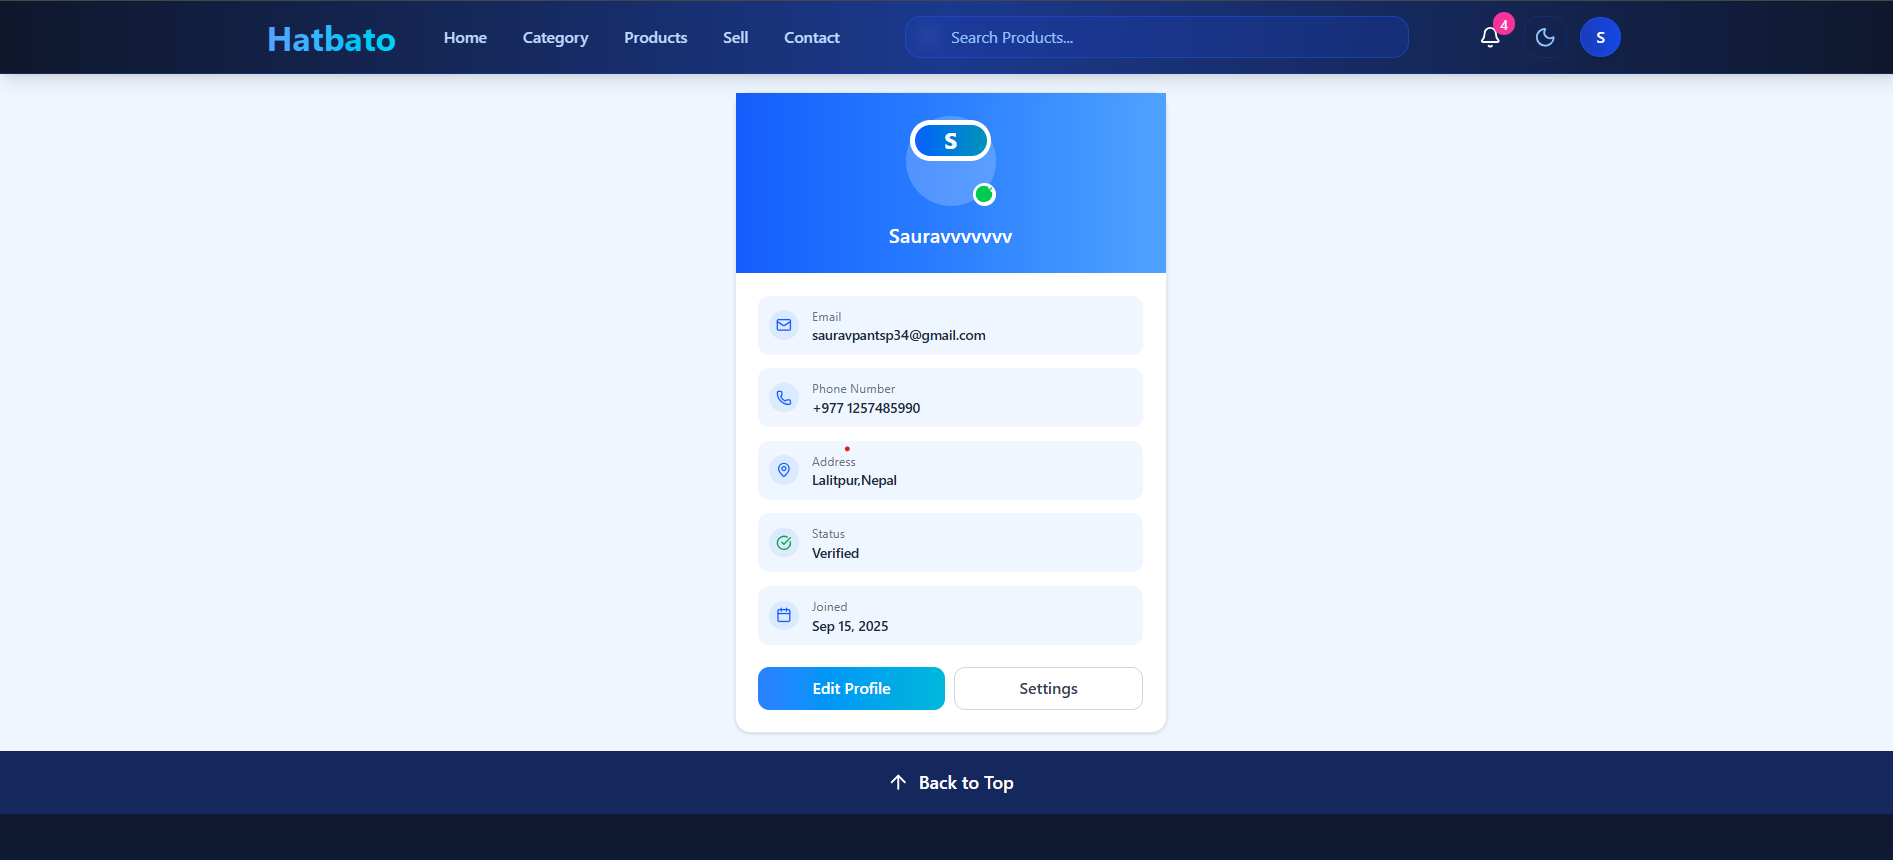 Hatbato
Home
Category
Products
Sell
Contact
Search Products...
4
S
S
Sauravvvvvvv
Email
sauravpantsp34@gmail.com
Phone Number
+977 1257485990
Address
Lalitpur,Nepal
Status
Verified
Joined
Sep 15, 2025
Edit Profile
Settings
Back to Top